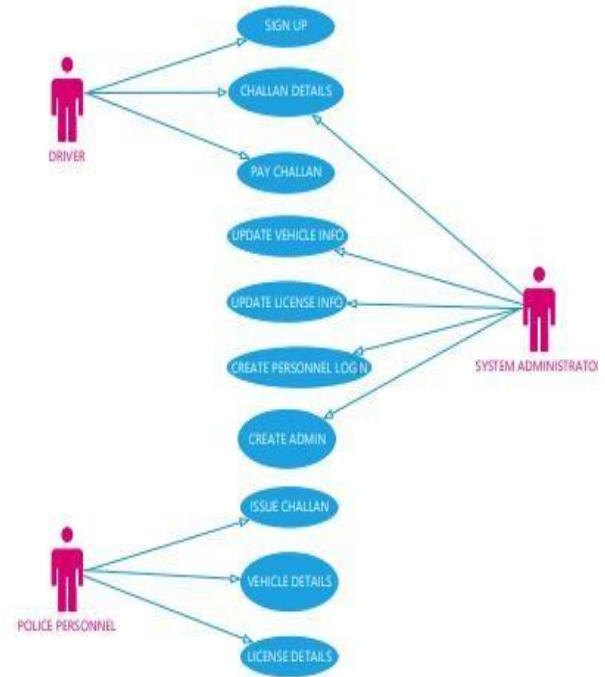 SIGN UP
CHALLAN DETAILS
DRIVER
PAY CHALLAN
UPDATE VEHICLE INFO
UPDATE LICENSE INFO
CREATE PERSONNEL LOGIN
SYSTEM ADMINISTRATO
CREATE ADMIN
ISSUE CHALLAN
VEHICLE DETAILS
POLICE PERSONNEL
LICENSE DETAILS